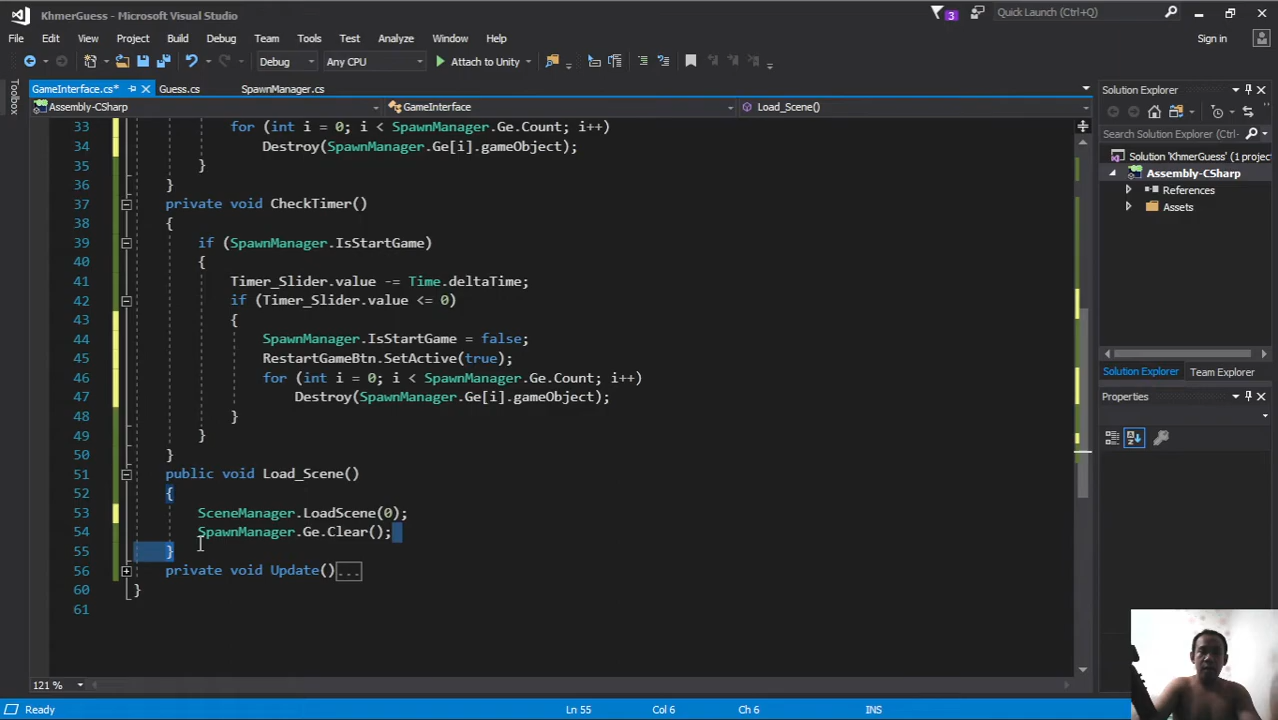 KhmerGuess - Microsoft Visual Studio
3
Quick Launch (Ctrl+Q)
File Edit View Project Build Debug Team Tools Test Analyze Window Help
Sign in
Debug Any CPU Attach to Unity
Toolbox
GameInterface.cs* Guess.cs SpawnManager.cs
Assembly-CSharp GameInterface Load_Scene()
33 for (int i = 0; i < SpawnManager.Ge.Count; i++)
34 Destroy(SpawnManager.Ge[i].gameObject);
35 }
36 }
37 private void CheckTimer()
38 {
39 if (SpawnManager.IsStartGame)
40 {
41 Timer_Slider.value -= Time.deltaTime;
42 if (Timer_Slider.value <= 0)
43 {
44 SpawnManager.IsStartGame = false;
45 RestartGameBtn.SetActive(true);
46 for (int i = 0; i < SpawnManager.Ge.Count; i++)
47 Destroy(SpawnManager.Ge[i].gameObject);
48 }
49 }
50 }
51 public void Load_Scene()
52 {
53 SceneManager.LoadScene(0);
54 SpawnManager.Ge.Clear();
55 }
56 private void Update()...
60 }
61
121 %
Solution Explorer
Search Solution Explorer (Ctrl+
Solution 'KhmerGuess' (1 project
Assembly-CSharp
References
Assets
Solution Explorer Team Explorer
Properties
Ready Ln 55 Col 6 Ch 6 INS